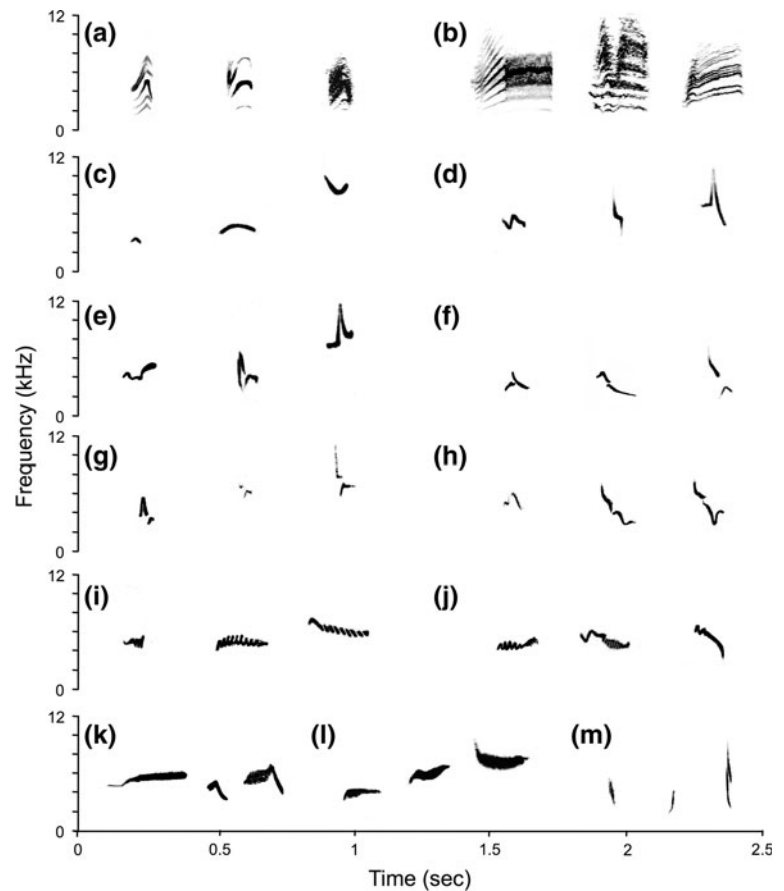 12
(a)
(b)
0
12
(c)
(d)
0
12
(e)
(f)
0
12
(g)
(h)
0
12
(i)
(j)
0
12
(k)
(l)
(m)
0
0
0.5
1
1.5
2
2.5
Frequency (kHz)
Time (sec)